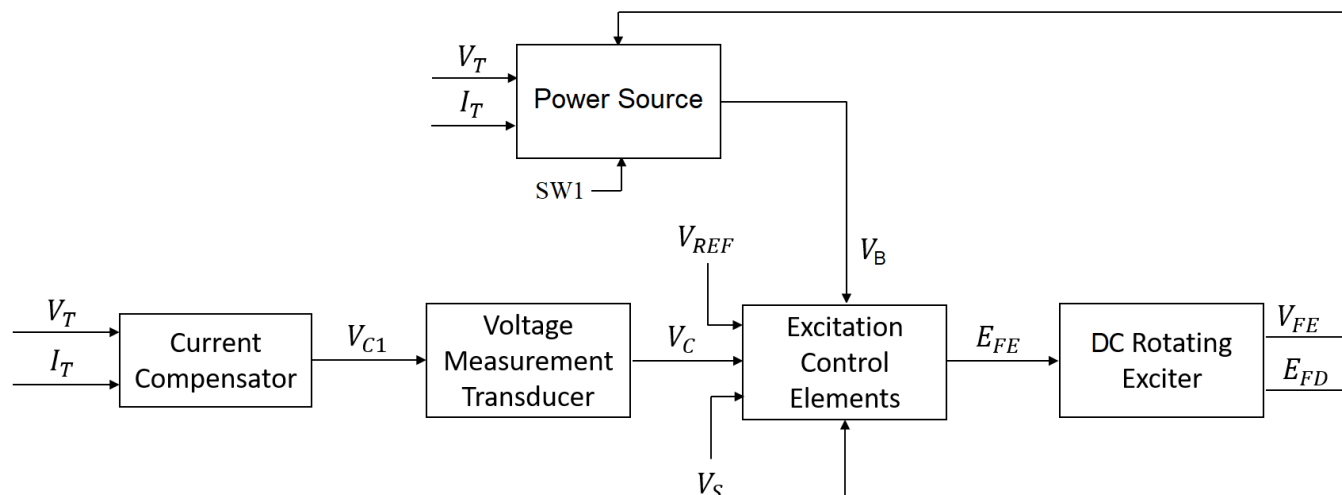 V_T
I_T
Power Source
SW1
V_REF
V_B
V_T
I_T
Current
Compensator
V_C1
Voltage
Measurement
Transducer
V_C
V_S
Excitation
Control
Elements
E_FE
DC Rotating
Exciter
V_FE
E_FD